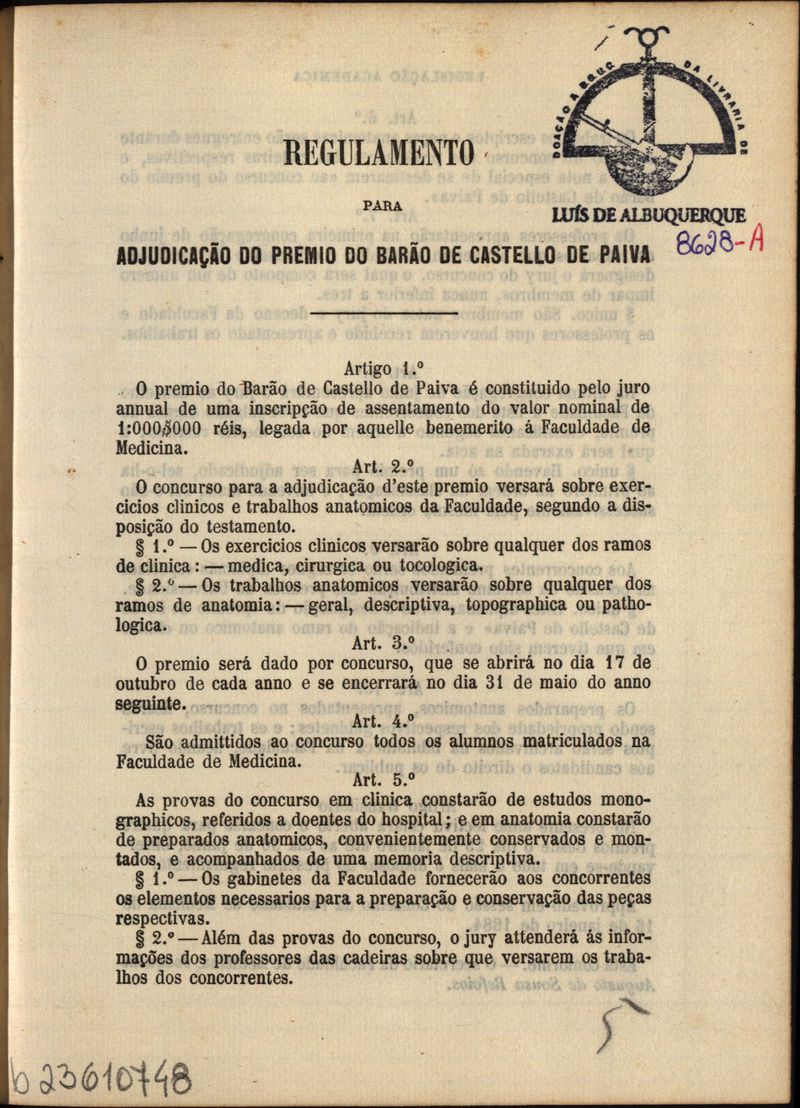 DOAÇÃO A BGUC DA LIVRARIA DE
LUÍS DE ALBUQUERQUE
8628-A
REGULAMENTO
PARA
ADJUDICAÇÃO DO PREMIO DO BARÃO DE CASTELLO DE PAIVA
Artigo 1.º
O premio do Barão de Castello de Paiva é constituido pelo juro
annual de uma inscripção de assentamento do valor nominal de
1:000$000 réis, legada por aquelle benemerito á Faculdade de
Medicina.
Art. 2.º
O concurso para a adjudicação d'este premio versará sobre exer-
cicios clinicos e trabalhos anatomicos da Faculdade, segundo a dis-
posição do testamento.
§ 1.º — Os exercicios clinicos versarão sobre qualquer dos ramos
de clinica : — medica, cirurgica ou tocologica.
§ 2.º — Os trabalhos anatomicos versarão sobre qualquer dos
ramos de anatomia: — geral, descriptiva, topographica ou patho-
logica.
Art. 3.º
O premio será dado por concurso, que se abrirá no dia 17 de
outubro de cada anno e se encerrará no dia 31 de maio do anno
seguinte.
Art. 4.º
São admittidos ao concurso todos os alumnos matriculados na
Faculdade de Medicina.
Art. 5.º
As provas do concurso em clinica constarão de estudos mono-
graphicos, referidos a doentes do hospital; e em anatomia constarão
de preparados anatomicos, convenientemente conservados e mon-
tados, e acompanhados de uma memoria descriptiva.
§ 1.º — Os gabinetes da Faculdade fornecerão aos concorrentes
os elementos necessarios para a preparação e conservação das peças
respectivas.
§ 2.º — Além das provas do concurso, o jury attenderá ás infor-
mações dos professores das cadeiras sobre que versarem os traba-
lhos dos concorrentes.
5
b23610748